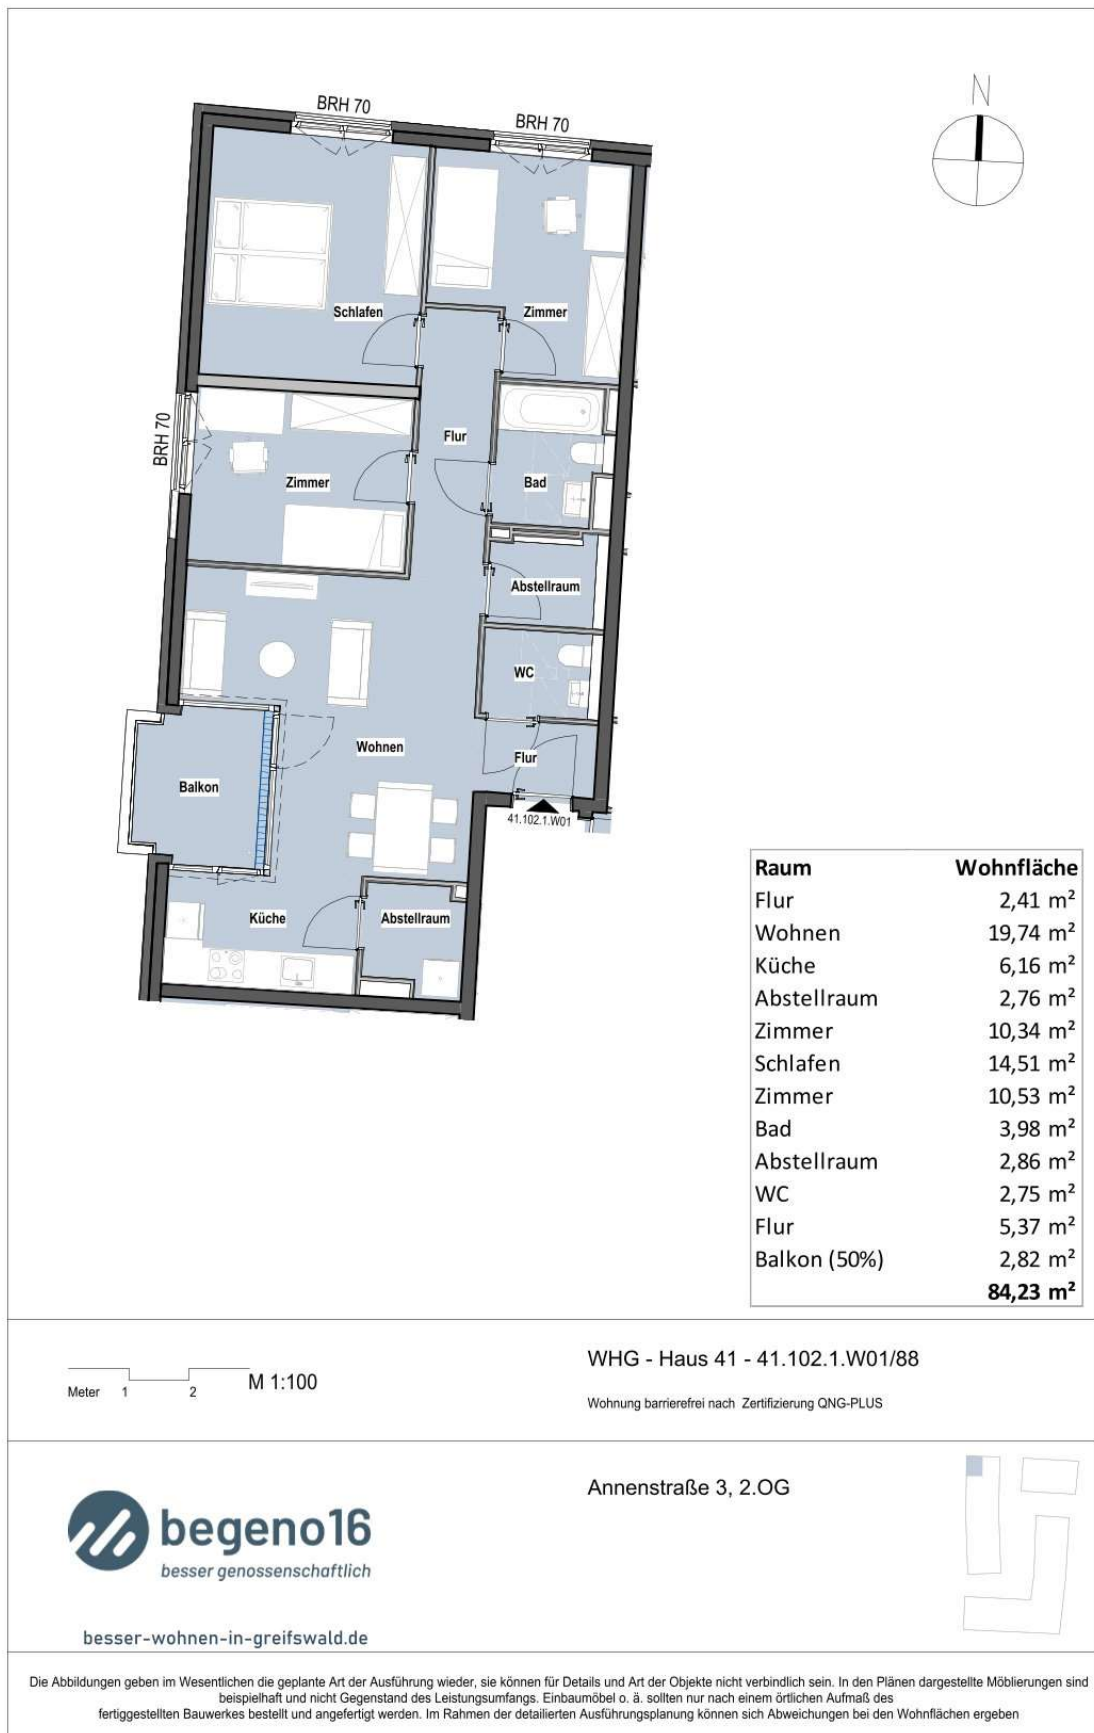 N
BRH 70
BRH 70
Schlafen
Zimmer
BRH 70
Flur
Zimmer
Bad
Abstellraum
WC
Wohnen
Flur
Balkon
41.102.1.W01
Küche
Abstellraum
Raum Wohnfläche
Flur 2,41 m²
Wohnen 19,74 m²
Küche 6,16 m²
Abstellraum 2,76 m²
Zimmer 10,34 m²
Schlafen 14,51 m²
Zimmer 10,53 m²
Bad 3,98 m²
Abstellraum 2,86 m²
WC 2,75 m²
Flur 5,37 m²
Balkon (50%) 2,82 m²
84,23 m²
Meter 1 2 M 1:100
WHG - Haus 41 - 41.102.1.W01/88
Wohnung barrierefrei nach Zertifizierung QNG-PLUS
Annenstraße 3, 2.OG
begeno16
besser genossenschaftlich
besser-wohnen-in-greifswald.de
Die Abbildungen geben im Wesentlichen die geplante Art der Ausführung wieder, sie können für Details und Art der Objekte nicht verbindlich sein. In den Plänen dargestellte Möblierungen sind
beispielhaft und nicht Gegenstand des Leistungsumfangs. Einbaumöbel o. ä. sollten nur nach einem örtlichen Aufmaß des
fertiggestellten Bauwerkes bestellt und angefertigt werden. Im Rahmen der detailierten Ausführungsplanung können sich Abweichungen bei den Wohnflächen ergeben